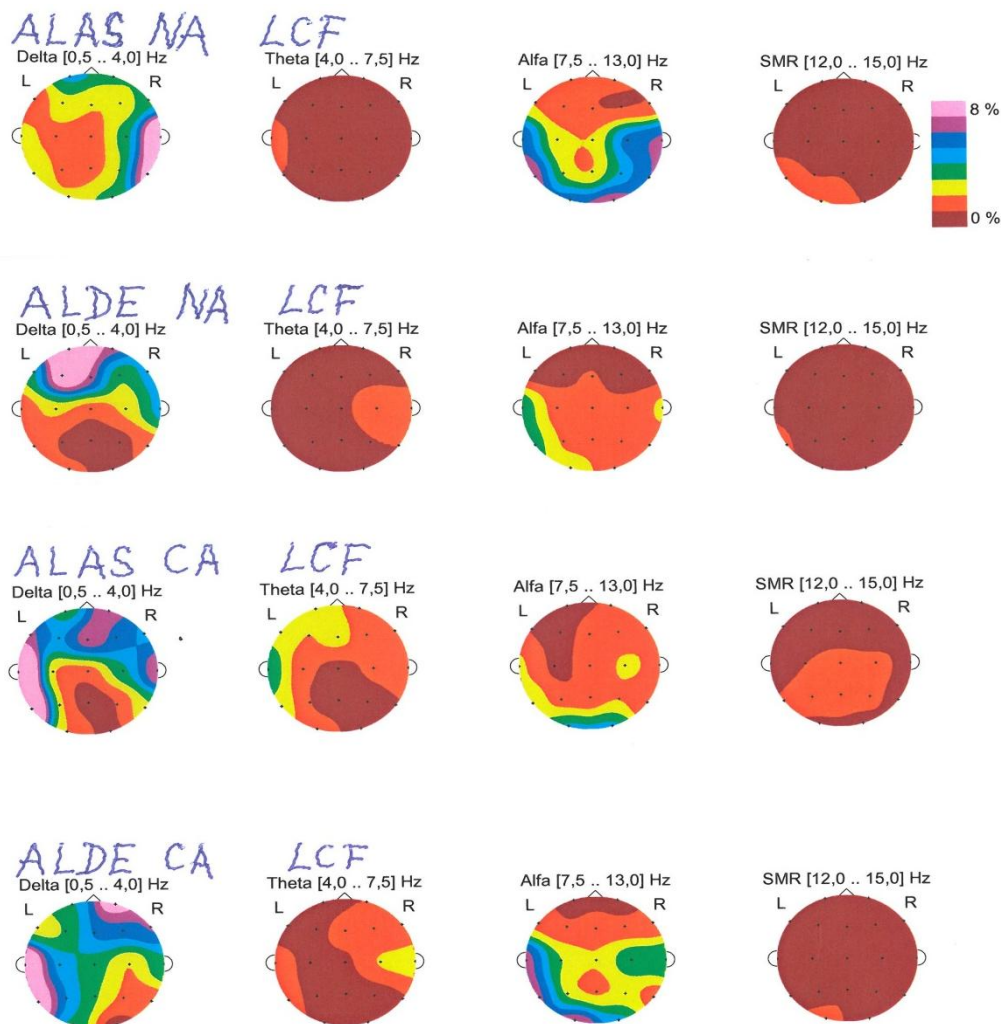 ALAS NA LCF
Delta [0,5 .. 4,0] Hz Theta [4,0 .. 7,5] Hz Alfa [7,5 .. 13,0] Hz SMR [12,0 .. 15,0] Hz
L R L R L R L R
8 %
0 %
ALDE NA LCF
Delta [0,5 .. 4,0] Hz Theta [4,0 .. 7,5] Hz Alfa [7,5 .. 13,0] Hz SMR [12,0 .. 15,0] Hz
L R L R L R L R
ALAS CA LCF
Delta [0,5 .. 4,0] Hz Theta [4,0 .. 7,5] Hz Alfa [7,5 .. 13,0] Hz SMR [12,0 .. 15,0] Hz
L R L R L R L R
ALDE CA LCF
Delta [0,5 .. 4,0] Hz Theta [4,0 .. 7,5] Hz Alfa [7,5 .. 13,0] Hz SMR [12,0 .. 15,0] Hz
L R L R L R L R